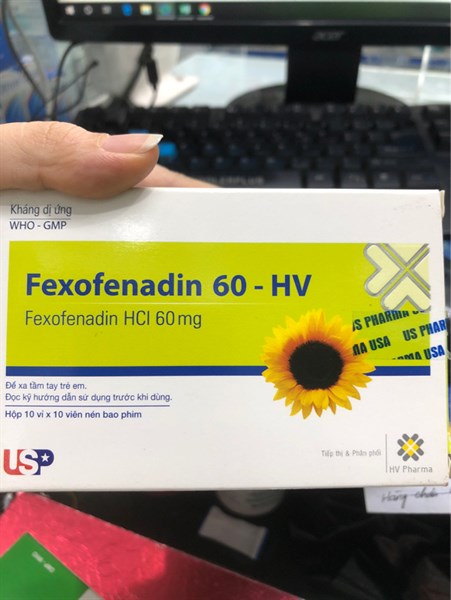 acer
Kháng dị ứng
WHO - GMP
Fexofenadin 60 - HV
Fexofenadin HCl 60mg
US PHARMA USA
US PHAR
MA USA
ARMA USA
Để xa tầm tay trẻ em.
Đọc kỹ hướng dẫn sử dụng trước khi dùng.
Hộp 10 vỉ x 10 viên nén bao phim
USP
Tiếp thị & Phân phối
HV Pharma